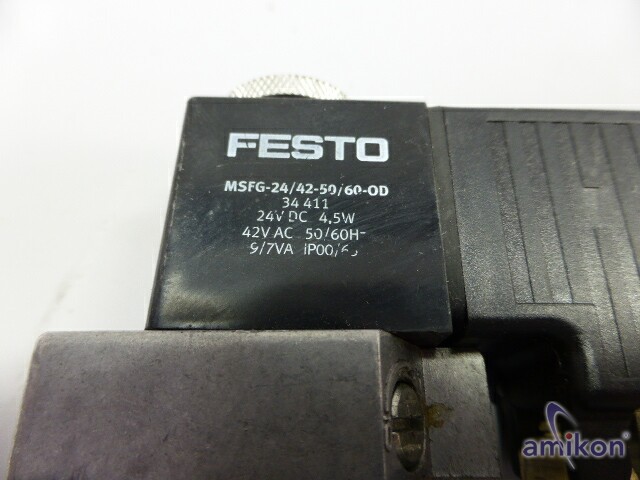 FESTO
MSFG-24/42-50/60-OD
34 411
24V DC 4,5W
42V AC 50/60H
9/7VA IP00/6
amikon